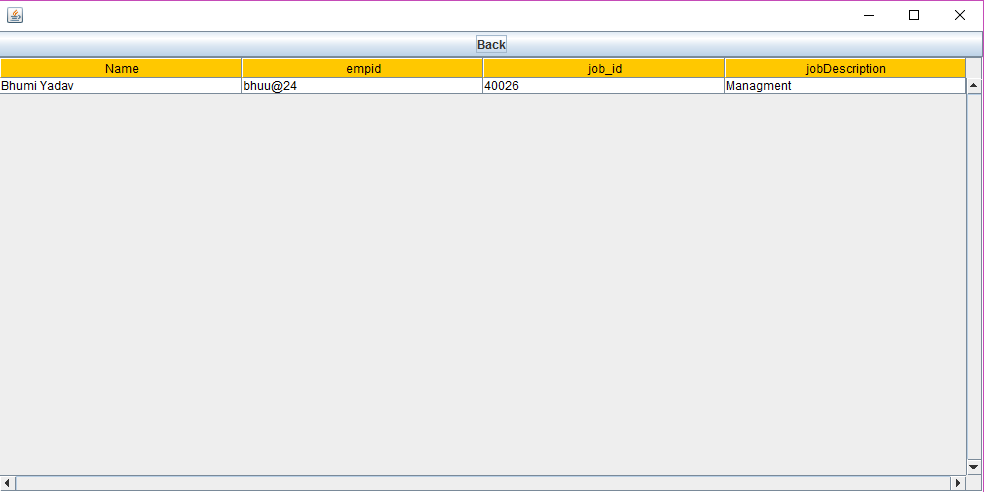 Back
Name empid job_id jobDescription
Bhumi Yadav bhuu@24 40026 Managment